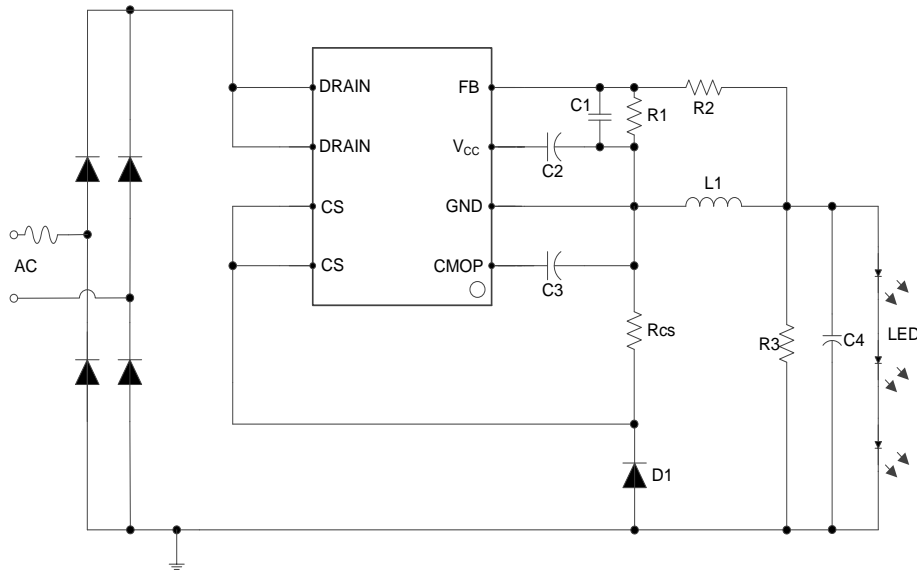 DRAIN
FB
C1
R1
R2
DRAIN
VCC
C2
L1
CS
GND
AC
CS
CMOP
C3
Rcs
R3
C4
LED
D1